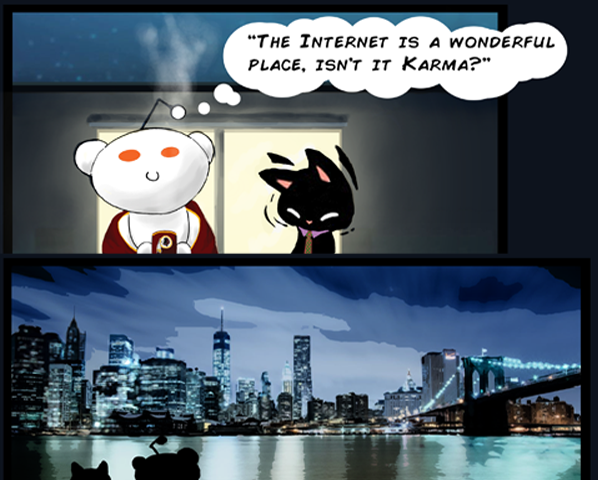 "The Internet is a wonderful
place, isn't it Karma?"